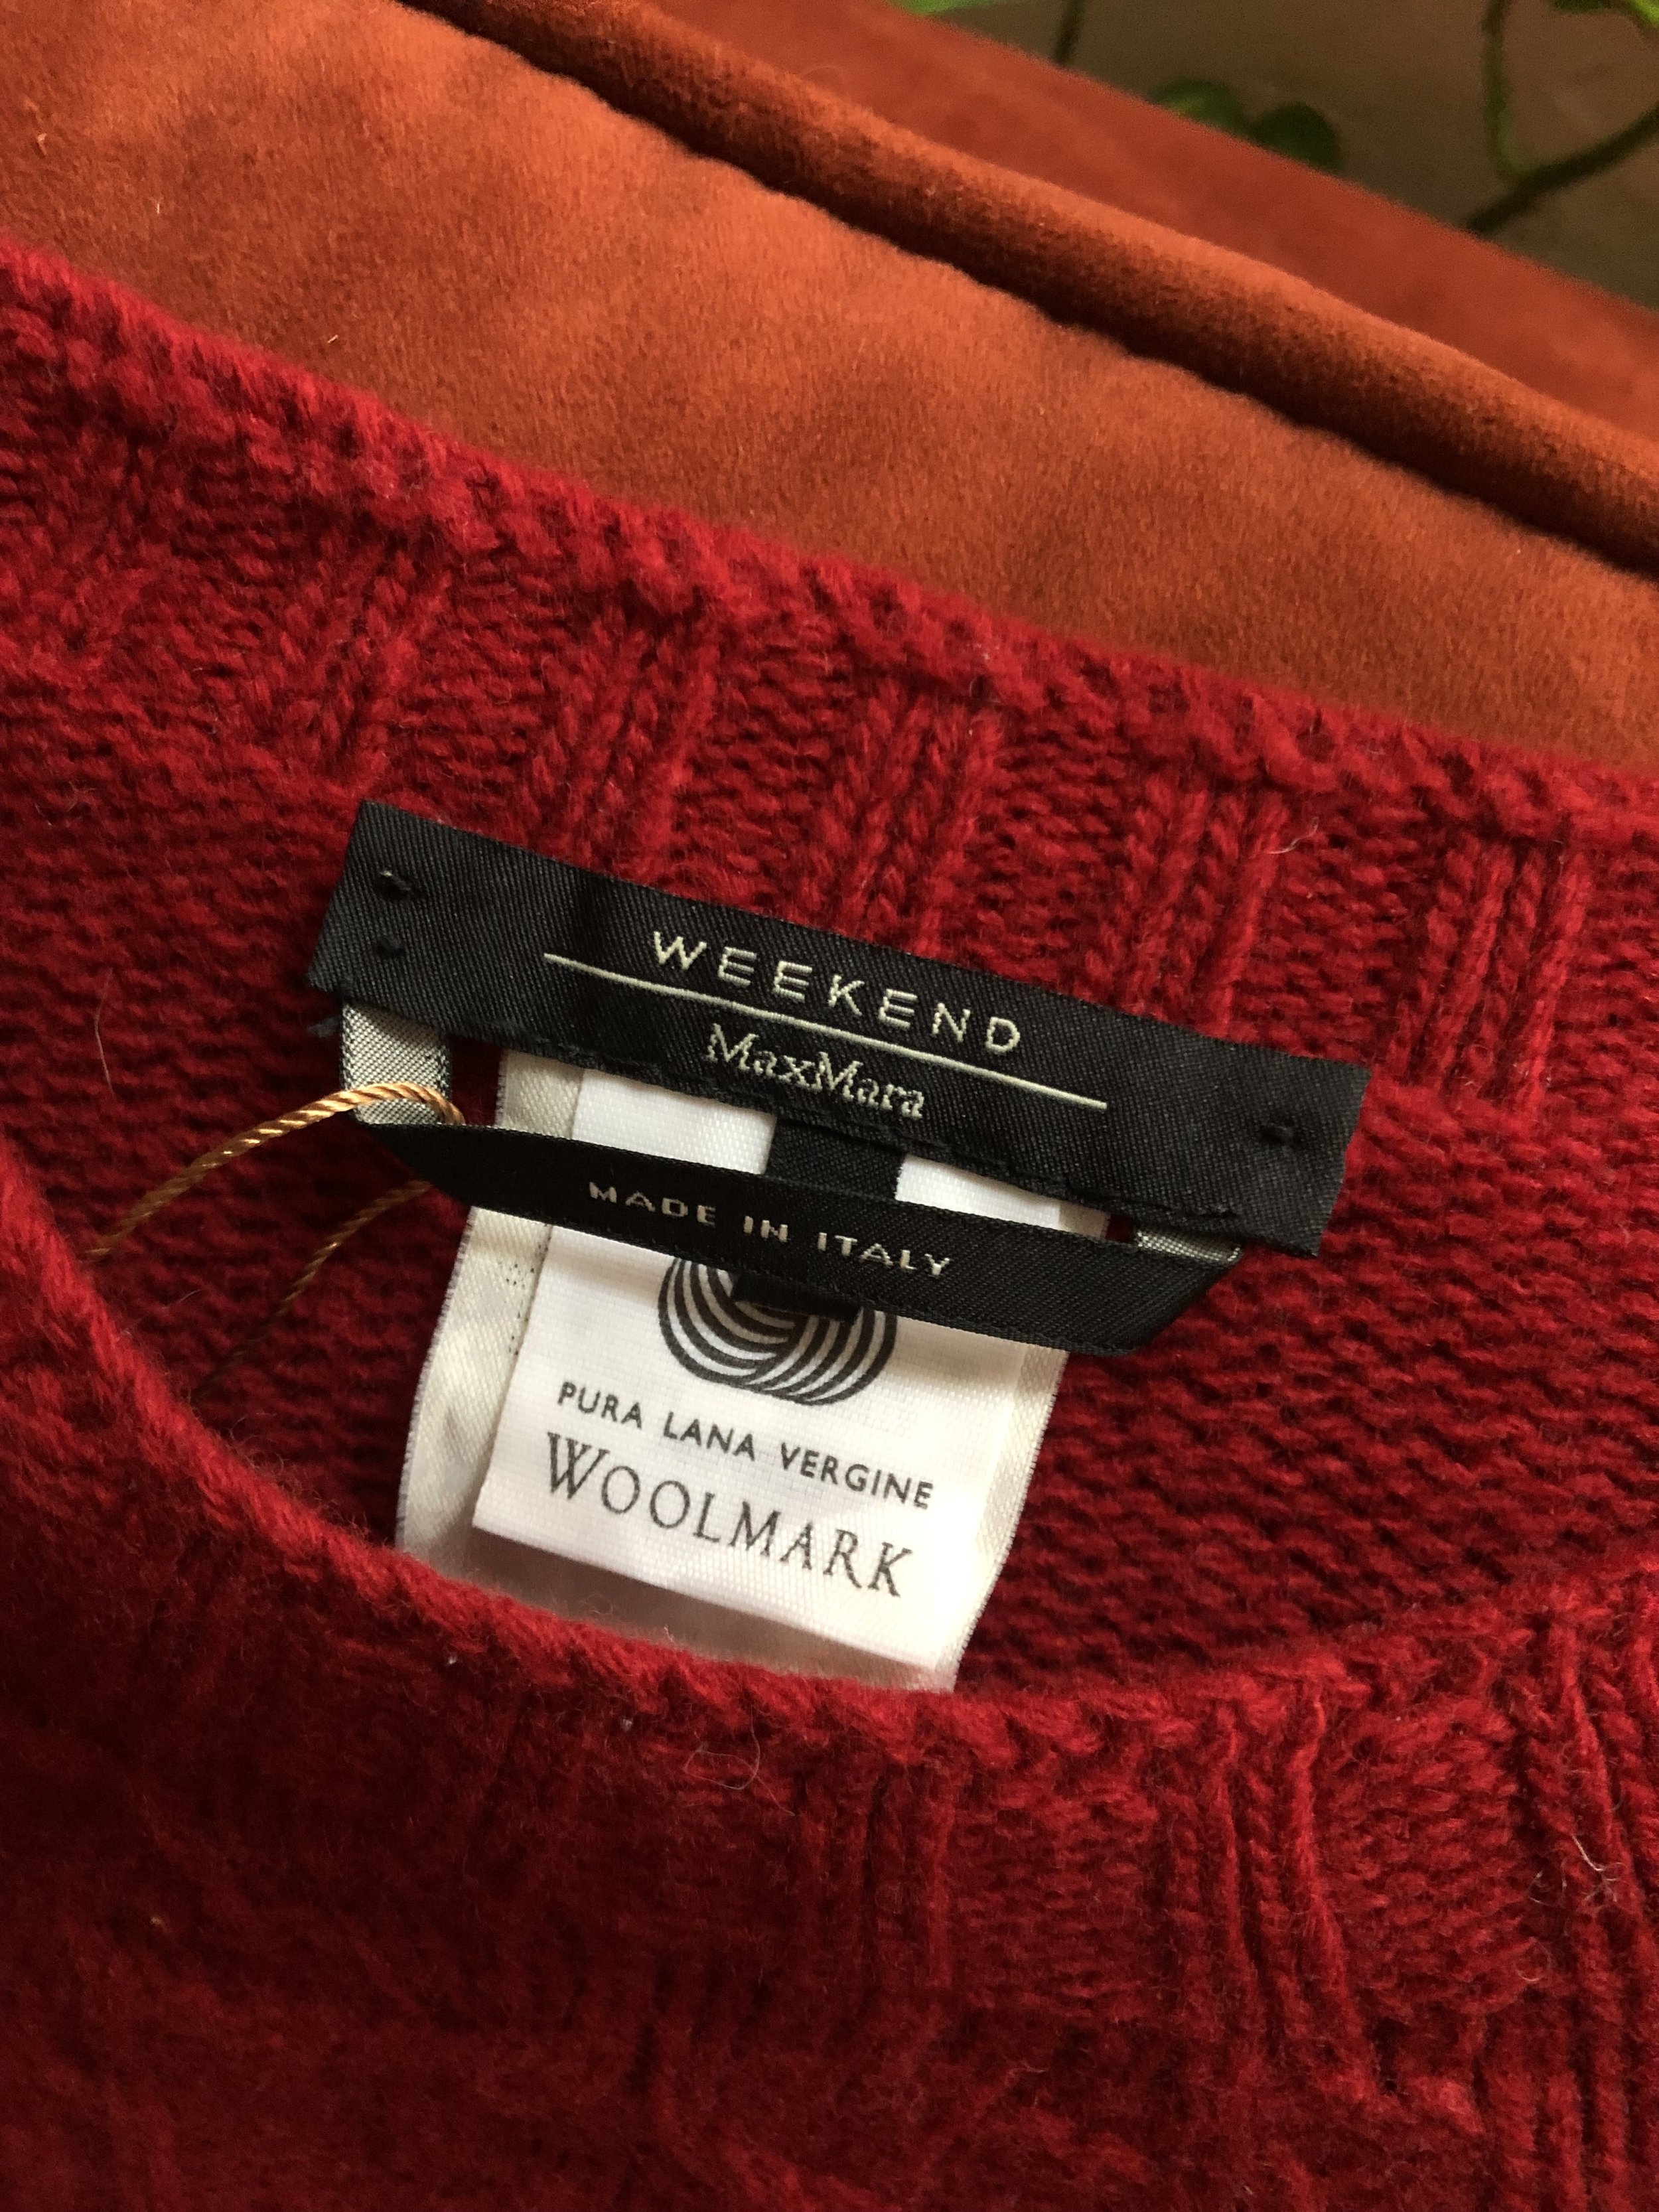 WEEKEND
MaxMara
MADE IN ITALY
PURA LANA VERGINE
WOOLMARK